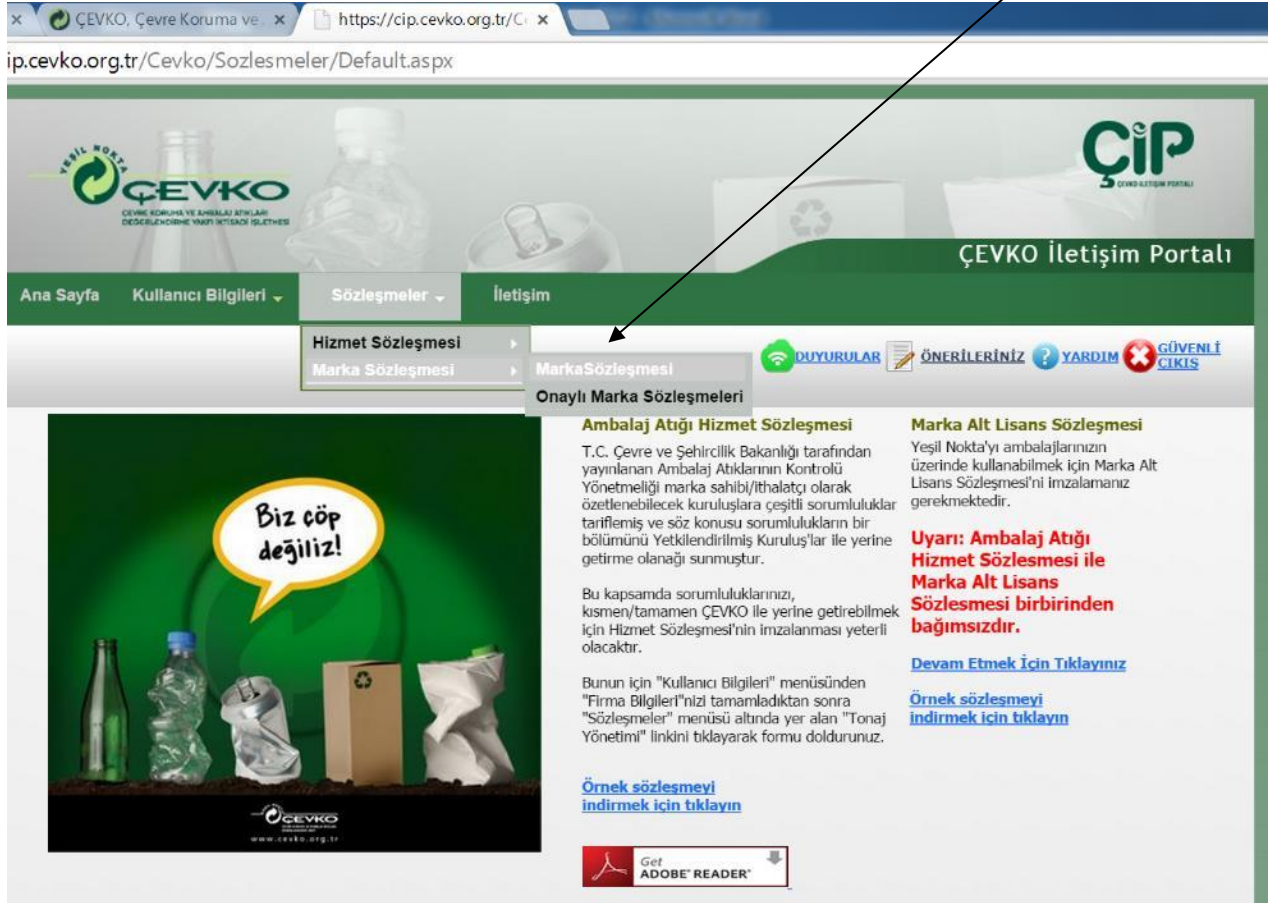 ÇEVKO, Çevre Koruma ve
https://cip.cevko.org.tr/C
ip.cevko.org.tr/Cevko/Sozlesmeler/Default.aspx
YEŞİL NOKTA
ÇEVKO
ÇEVRE KORUMA VE AMBALAJ ATIKLARI
DEĞERLENDİRME VAKFI İKTİSADİ İŞLETMESİ
ÇİP
ÇEVKO İLETİŞİM PORTALI
ÇEVKO İletişim Portalı
Ana Sayfa Kullanıcı Bilgileri Sözleşmeler İletişim
Hizmet Sözleşmesi
Marka Sözleşmesi
MarkaSözleşmesi
Onaylı Marka Sözleşmeleri
DUYURULAR ÖNERİLERİNİZ YARDIM GÜVENLİ
CIKIS
Biz çöp
değiliz!
ÇEVKO
www.cevko.org.tr
Ambalaj Atığı Hizmet Sözleşmesi
T.C. Çevre ve Şehircilik Bakanlığı tarafından
yayınlanan Ambalaj Atıklarının Kontrolü
Yönetmeliği marka sahibi/ithalatçı olarak
özetlenebilecek kuruluşlara çeşitli sorumluluklar
tariflemiş ve söz konusu sorumlulukların bir
bölümünü Yetkilendirilmiş Kuruluş'lar ile yerine
getirme olanağı sunmuştur.
Bu kapsamda sorumluluklarınızı,
kısmen/tamamen ÇEVKO ile yerine getirebilmek
için Hizmet Sözleşmesi'nin imzalanması yeterli
olacaktır.
Bunun için "Kullanıcı Bilgileri" menüsünden
"Firma Bilgileri"nizi tamamladıktan sonra
"Sözleşmeler" menüsü altında yer alan "Tonaj
Yönetimi" linkini tıklayarak formu doldurunuz.
Örnek sözleşmeyi
indirmek için tıklayın
Get
ADOBE® READER®
Marka Alt Lisans Sözleşmesi
Yeşil Nokta'yı ambalajlarınızın
üzerinde kullanabilmek için Marka Alt
Lisans Sözleşmesi'ni imzalamanız
gerekmektedir.
Uyarı: Ambalaj Atığı
Hizmet Sözlesmesi ile
Marka Alt Lisans
Sözlesmesi birbirinden
bağımsızdır.
Devam Etmek İçin Tıklayınız
Örnek sözleşmeyi
indirmek için tıklayın